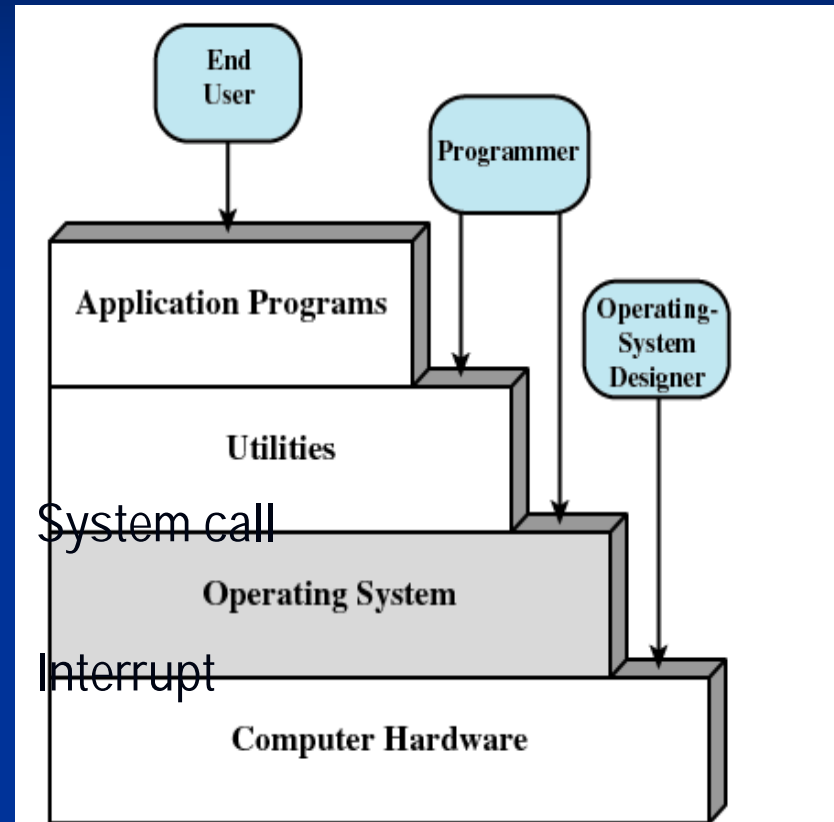 End
User
Programmer
Operating-
System
Designer
Application Programs
Utilities
System call
Operating System
Interrupt
Computer Hardware